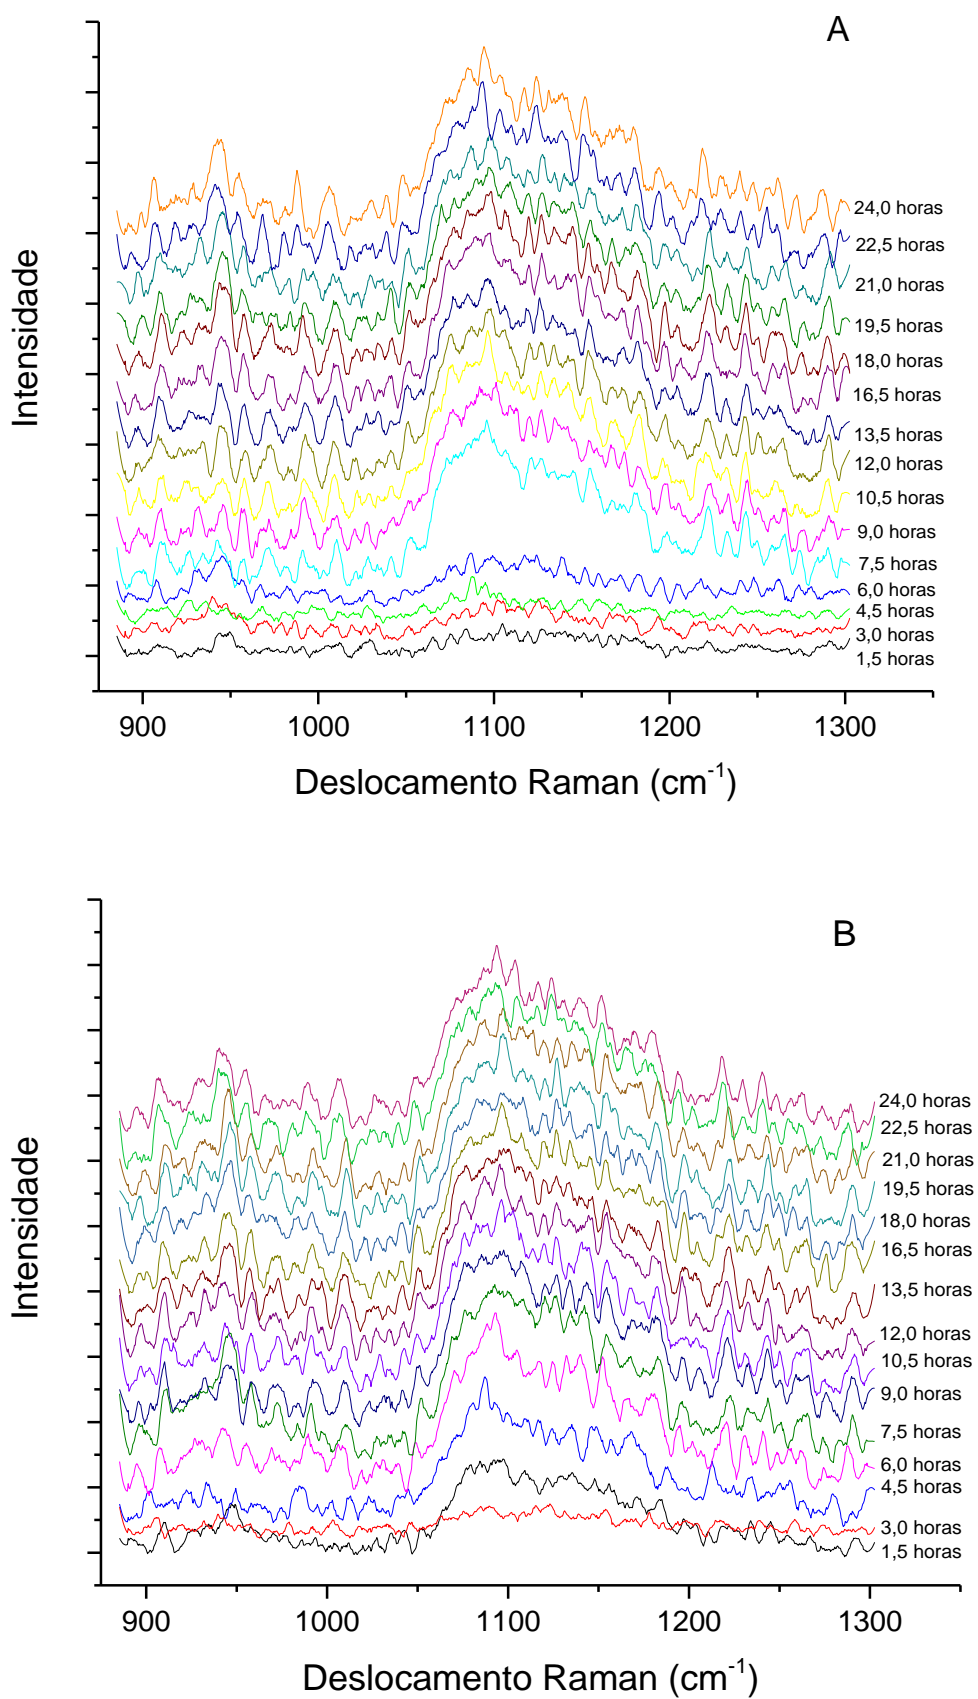 A
Intensidade
24,0 horas
22,5 horas
21,0 horas
19,5 horas
18,0 horas
16,5 horas
13,5 horas
12,0 horas
10,5 horas
9,0 horas
7,5 horas
6,0 horas
4,5 horas
3,0 horas
1,5 horas
900 1000 1100 1200 1300
Deslocamento Raman (cm⁻¹)
B
Intensidade
24,0 horas
22,5 horas
21,0 horas
19,5 horas
18,0 horas
16,5 horas
13,5 horas
12,0 horas
10,5 horas
9,0 horas
7,5 horas
6,0 horas
4,5 horas
3,0 horas
1,5 horas
900 1000 1100 1200 1300
Deslocamento Raman (cm⁻¹)